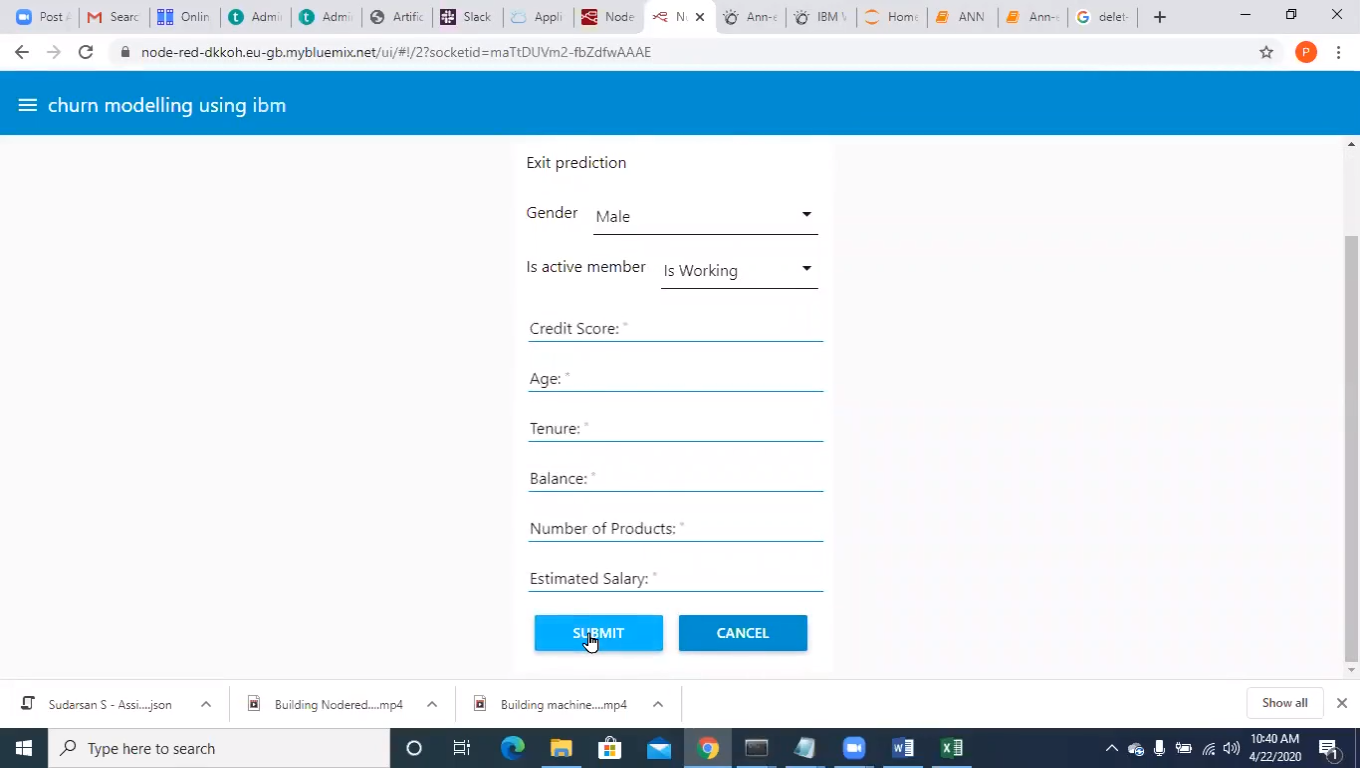 Post A
Searc
Onlin
Admi
Admi
Artific
Slack
Appli
Node
N
Ann-e
IBM
Hom
ANN
Ann-e
delet
node-red-dkkoh.eu-gb.mybluemix.net/ui/#!/2?socketid=maTtDUVm2-fbZdfwAAAE
P
churn modelling using ibm
Exit prediction
Gender Male
Is active member Is Working
Credit Score: *
Age: *
Tenure: *
Balance: *
Number of Products: *
Estimated Salary: *
SUBMIT CANCEL
Sudarsan S - Assi....json
Building Nodered....mp4
Building machine....mp4
Show all
Type here to search
10:40 AM
4/22/2020
1